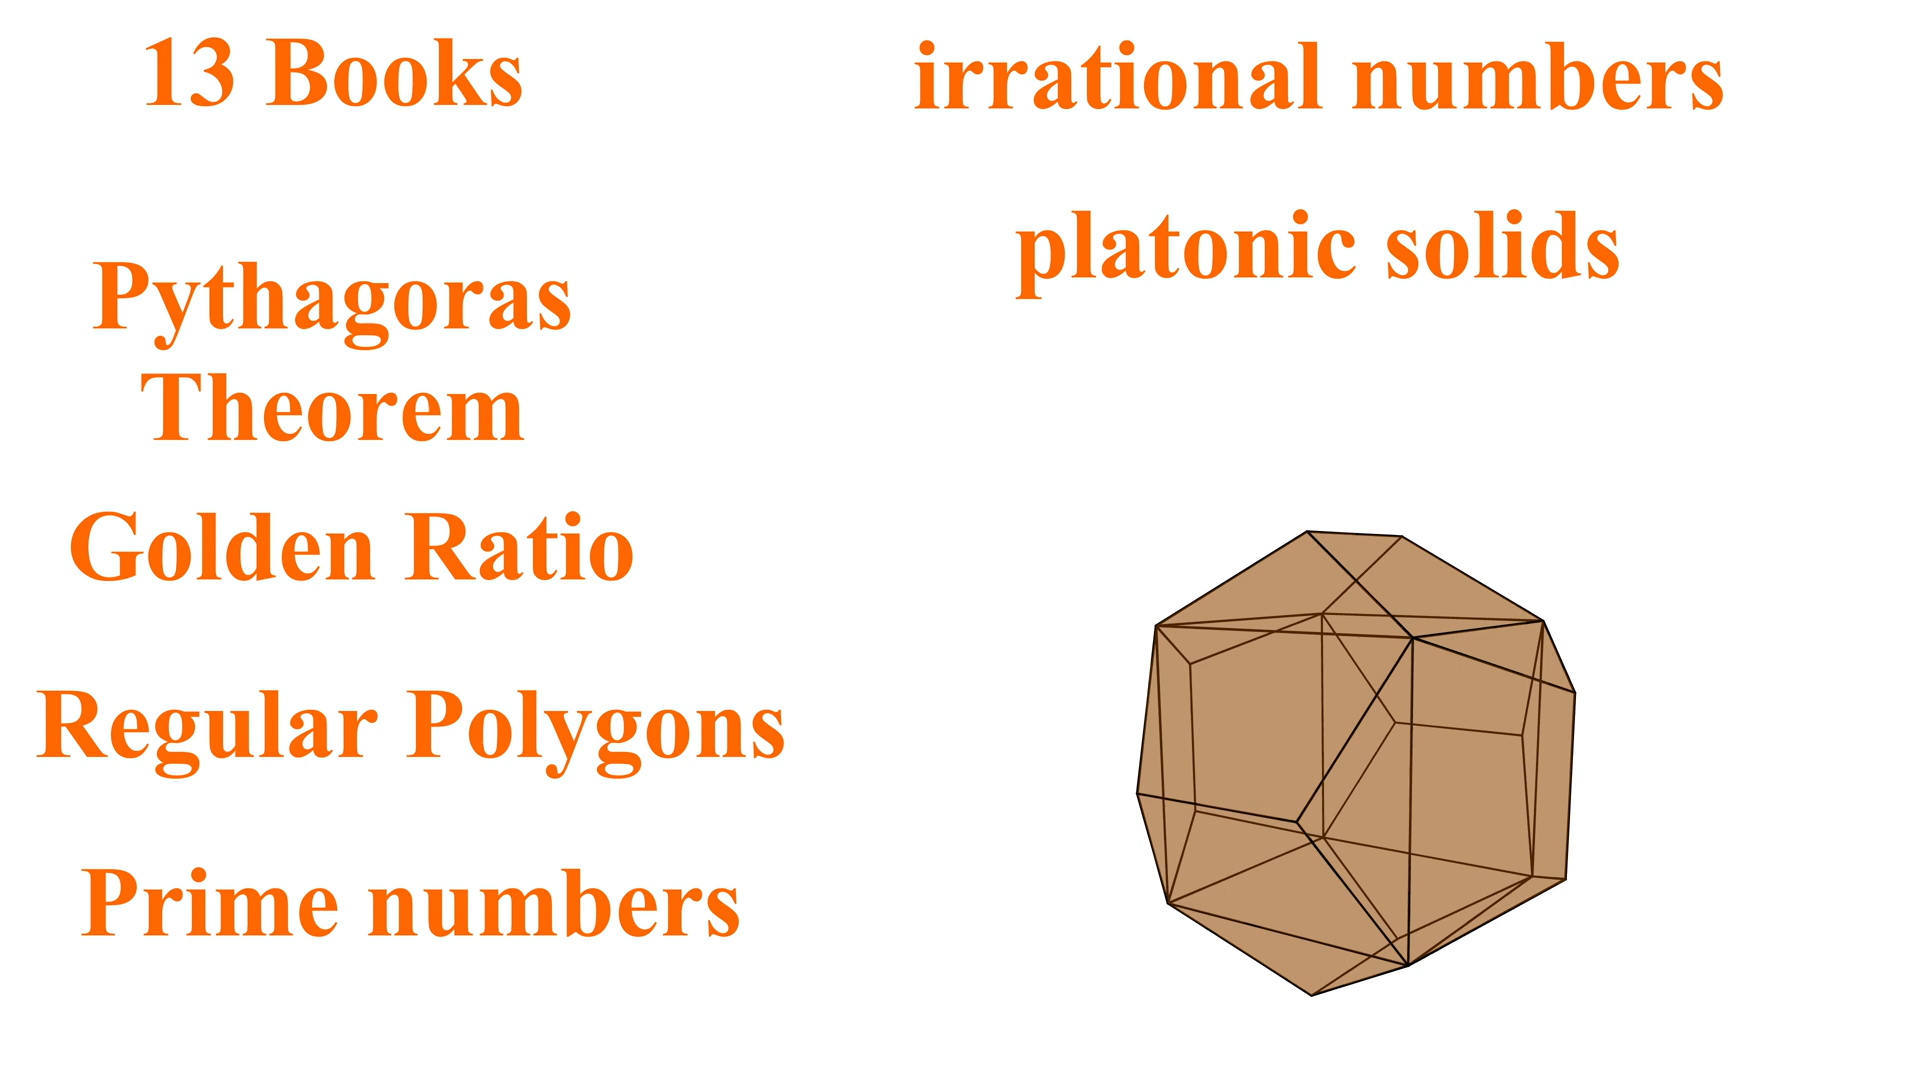 13 Books
Pythagoras
Theorem
Golden Ratio
Regular Polygons
Prime numbers
irrational numbers
platonic solids